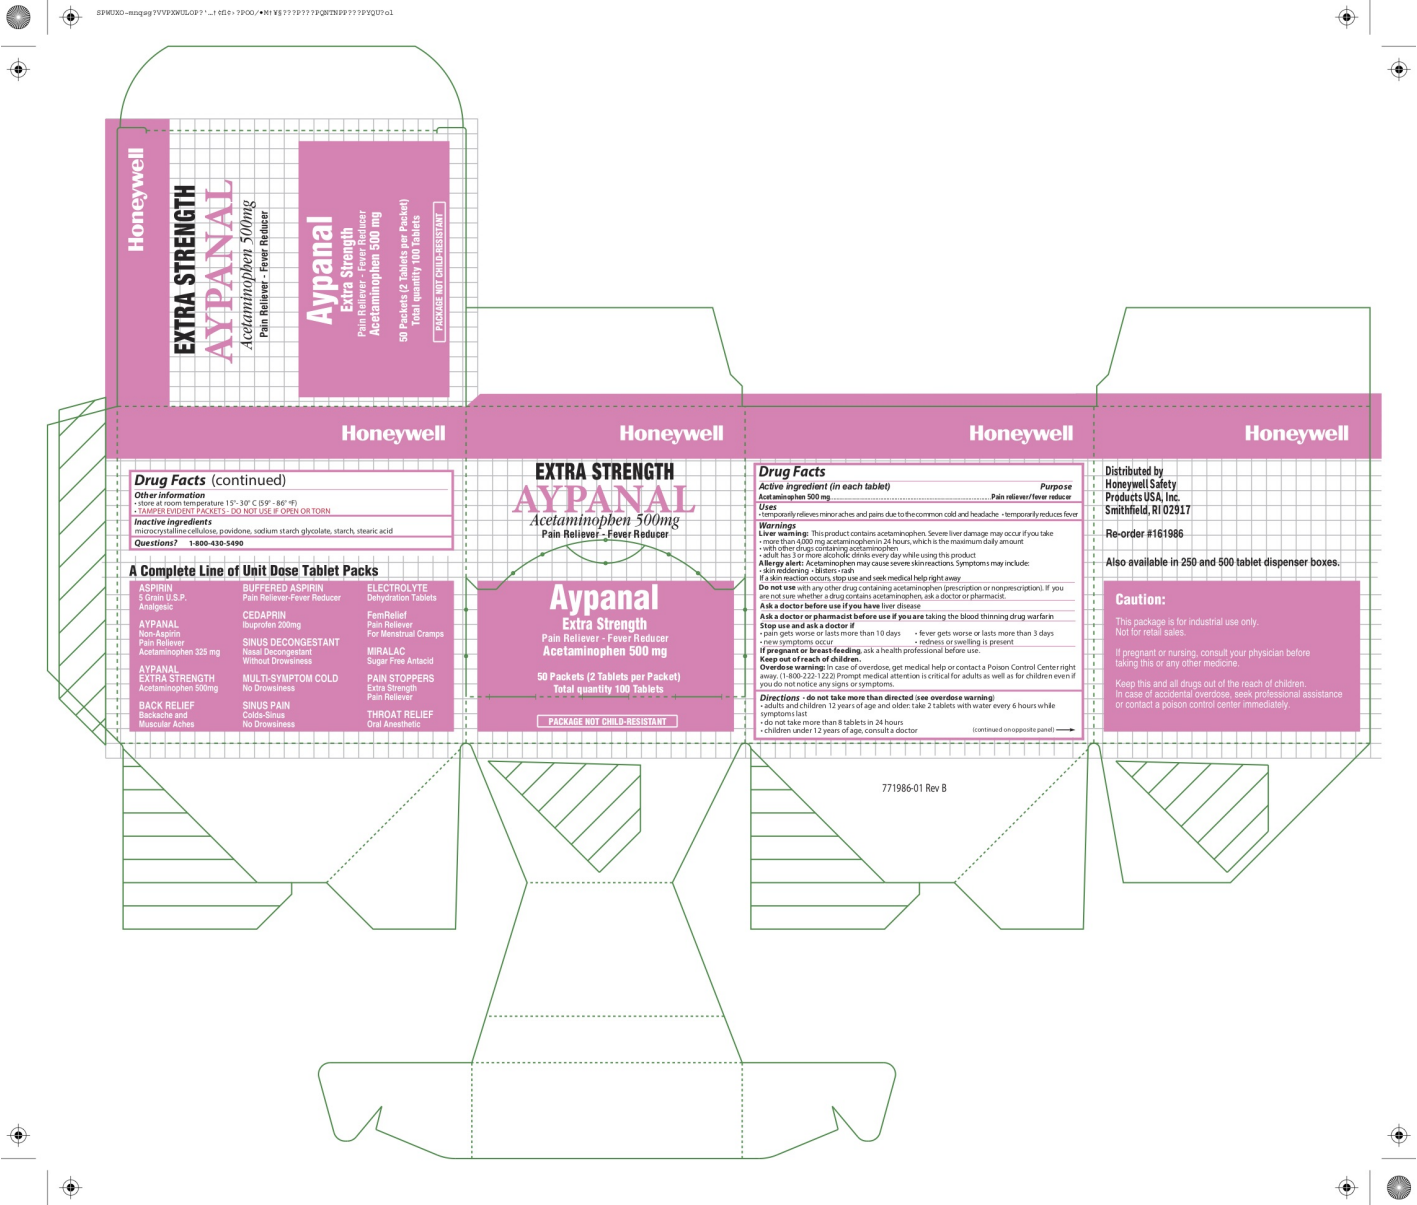 Honeywell
EXTRA STRENGTH
AYPANAL
Acetaminophen 500mg
Pain Reliever - Fever Reducer
Aypanal
Extra Strength
Pain Reliever - Fever Reducer
Acetaminophen 500 mg
50 Packets (2 Tablets per Packet)
Total quantity 100 Tablets
PACKAGE NOT CHILD-RESISTANT
Honeywell
Drug Facts (continued)
Other information
• store at room temperature 15°- 30° C (59° - 86° ºF)
• TAMPER EVIDENT PACKETS - DO NOT USE IF OPEN OR TORN
Inactive ingredients
microcrystalline cellulose, povidone, sodium starch glycolate, starch, stearic acid
Questions? 1-800-430-5490
A Complete Line of Unit Dose Tablet Packs
ASPIRIN
5 Grain U.S.P.
Analgesic
AYPANAL
Non-Aspirin
Pain Reliever
Acetaminophen 325 mg
AYPANAL
EXTRA STRENGTH
Acetaminophen 500mg
BACK RELIEF
Backache and
Muscular Aches
BUFFERED ASPIRIN
Pain Reliever-Fever Reducer
CEDAPRIN
Ibuprofen 200mg
SINUS DECONGESTANT
Nasal Decongestant
Without Drowsiness
MULTI-SYMPTOM COLD
No Drowsiness
SINUS PAIN
Colds-Sinus
No Drowsiness
ELECTROLYTE
Dehydration Tablets
FemRelief
Pain Reliever
For Menstrual Cramps
MIRALAC
Sugar Free Antacid
PAIN STOPPERS
Extra Strength
Pain Reliever
THROAT RELIEF
Oral Anesthetic
Honeywell
EXTRA STRENGTH
AYPANAL
Acetaminophen 500mg
Pain Reliever - Fever Reducer
Aypanal
Extra Strength
Pain Reliever - Fever Reducer
Acetaminophen 500 mg
50 Packets (2 Tablets per Packet)
Total quantity 100 Tablets
PACKAGE NOT CHILD-RESISTANT
Honeywell
Drug Facts
Active ingredient (in each tablet) Purpose
Acetaminophen 500 mg....Pain reliever/fever reducer
Uses
• temporarily relieves minor aches and pains due to the common cold and headache • temporarily reduces fever
Warnings
Liver warning: This product contains acetaminophen. Severe liver damage may occur if you take
• more than 4,000 mg acetaminophen in 24 hours, which is the maximum daily amount
• with other drugs containing acetaminophen
• adult has 3 or more alcoholic drinks every day while using this product
Allergy alert: Acetaminophen may cause severe skin reactions. Symptoms may include:
• skin reddening • blisters • rash
If a skin reaction occurs, stop use and seek medical help right away
Do not use with any other drug containing acetaminophen (prescription or nonprescription). If you
are not sure whether a drug contains acetaminophen, ask a doctor or pharmacist.
Ask a doctor before use if you have liver disease
Ask a doctor or pharmacist before use if you are taking the blood thinning drug warfarin
Stop use and ask a doctor if
• pain gets worse or lasts more than 10 days • fever gets worse or lasts more than 3 days
• new symptoms occur • redness or swelling is present
If pregnant or breast-feeding, ask a health professional before use.
Keep out of reach of children.
Overdose warning: In case of overdose, get medical help or contact a Poison Control Center right
away. (1-800-222-1222) Prompt medical attention is critical for adults as well as for children even if
you do not notice any signs or symptoms.
Directions - do not take more than directed (see overdose warning)
• adults and children 12 years of age and older: take 2 tablets with water every 6 hours while
symptoms last
• do not take more than 8 tablets in 24 hours
• children under 12 years of age, consult a doctor (continued on opposite panel)
771986-01 Rev B
Honeywell
Distributed by
Honeywell Safety
Products USA, Inc.
Smithfield, RI 02917
Re-order #161986
Also available in 250 and 500 tablet dispenser boxes.
Caution:
This package is for industrial use only.
Not for retail sales.
If pregnant or nursing, consult your physician before
taking this or any other medicine.
Keep this and all drugs out of the reach of children.
In case of accidental overdose, seek professional assistance
or contact a poison control center immediately.